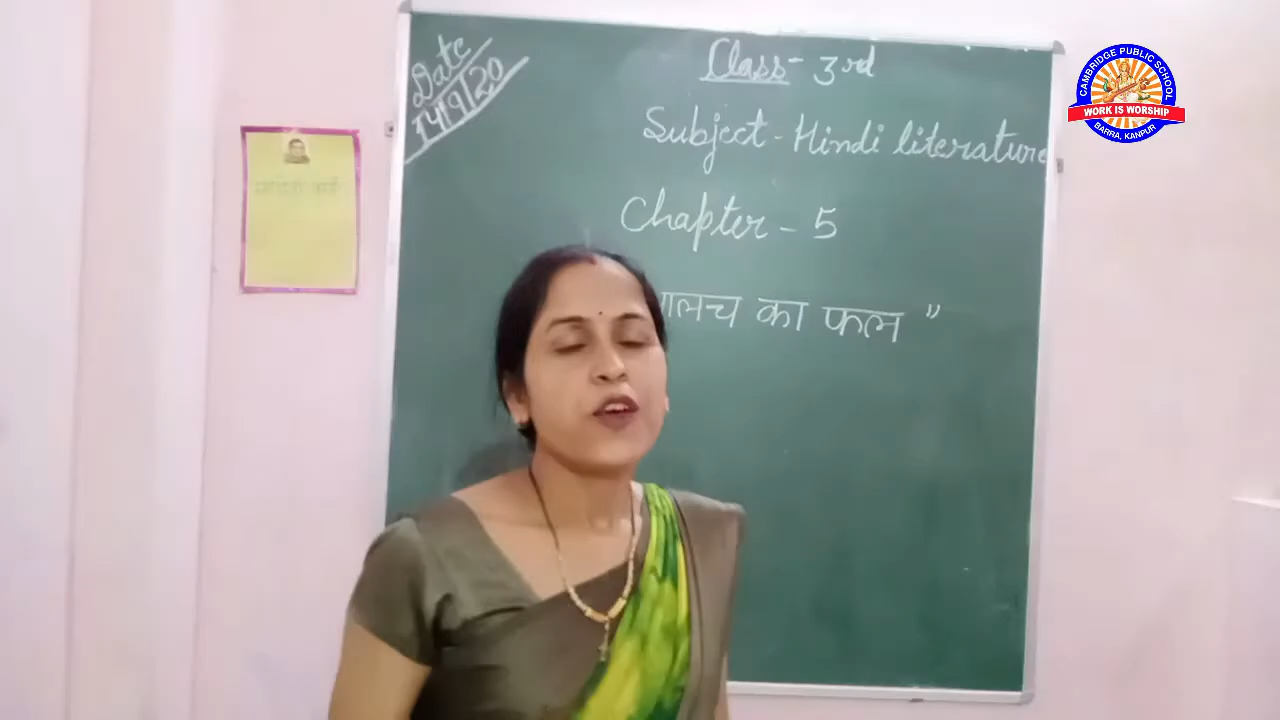 Date
14/9/20
Class - 3rd
Subject - Hindi literature
Chapter - 5
का फल "
CAMBRIDGE PUBLIC SCHOOL
WORK IS WORSHIP
BARRA, KANPUR